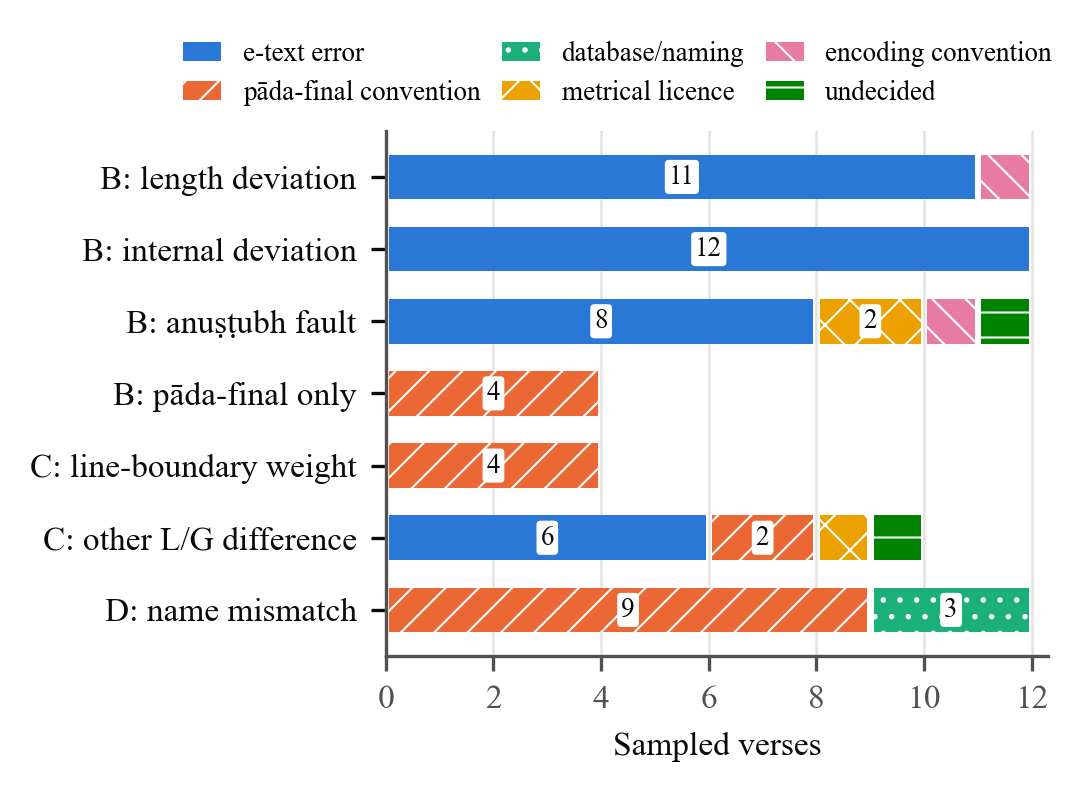 e-text error database/naming encoding convention
pāda-final convention metrical licence undecided
B: length deviation 11
B: internal deviation 12
B: anuṣṭubh fault 8 2
B: pāda-final only 4
C: line-boundary weight 4
C: other L/G difference 6 2
D: name mismatch 9 3
0 2 4 6 8 10 12
Sampled verses